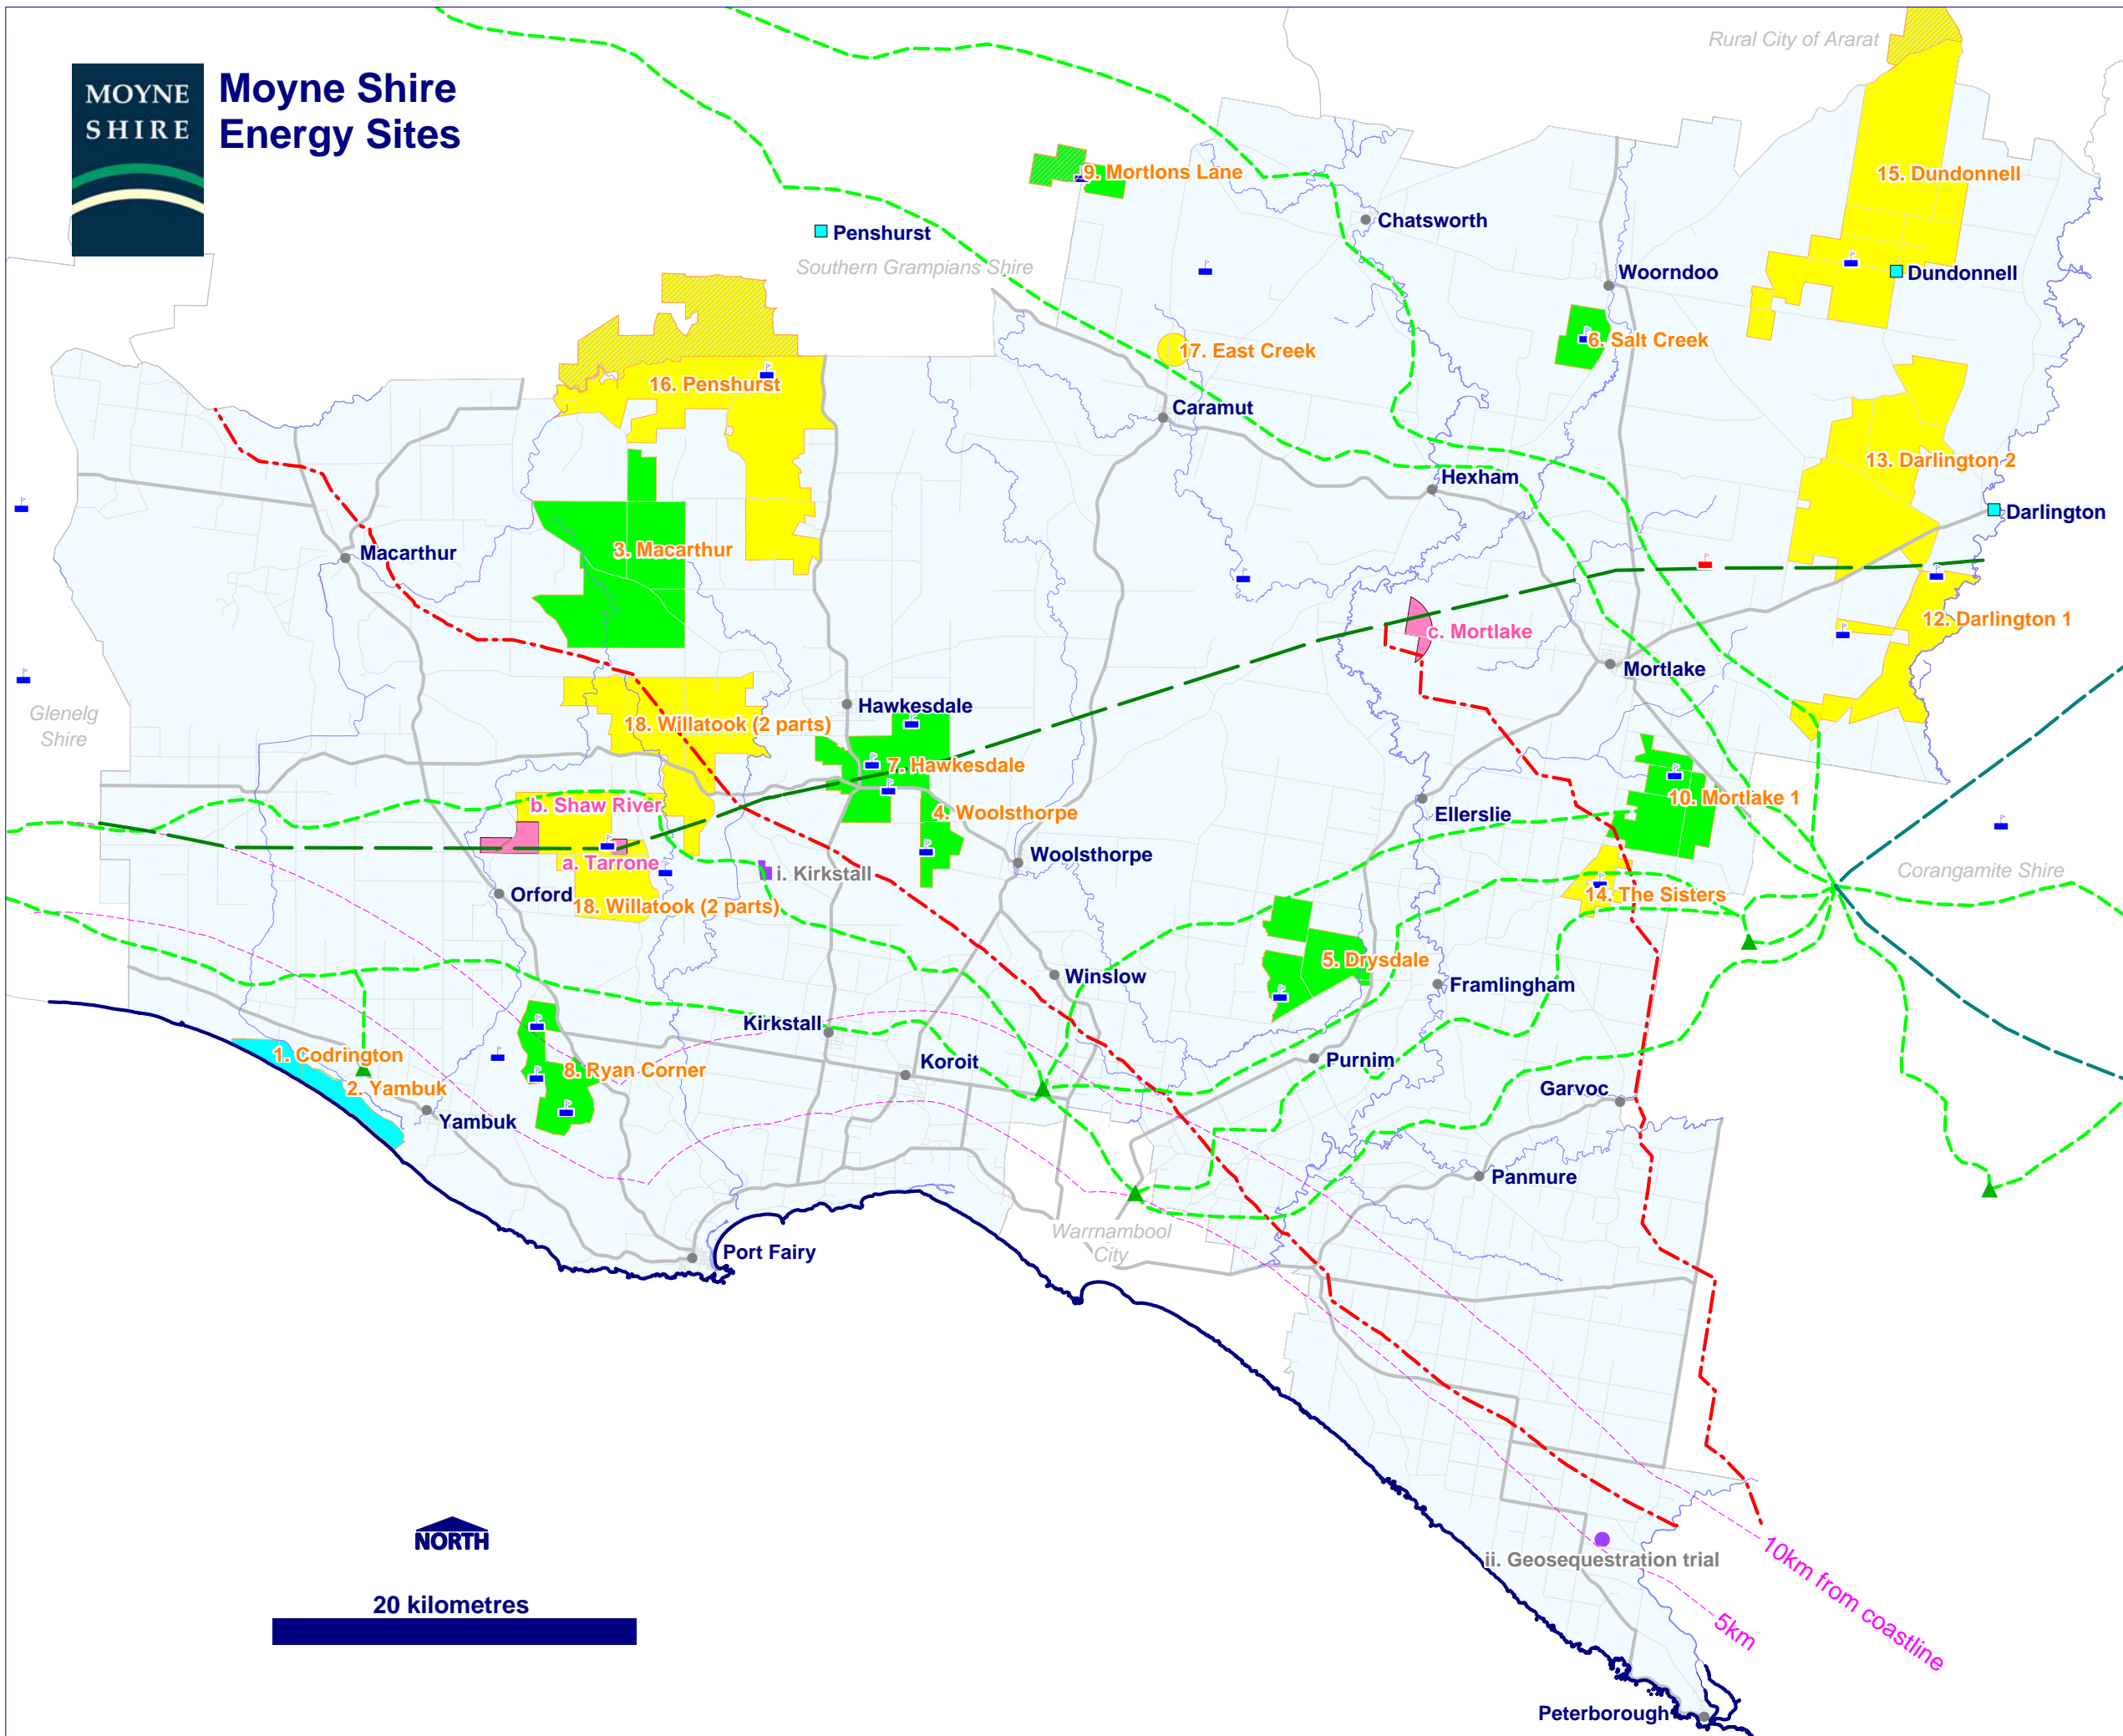 MOYNE
SHIRE
Moyne Shire
Energy Sites
Rural City of Ararat
9. Mortlons Lane
15. Dundonnell
Chatsworth
Penshurst
Southern Grampians Shire
Woorndoo
Dundonnell
6. Salt Creek
17. East Creek
16. Penshurst
Caramut
13. Darlington 2
Hexham
Darlington
3. Macarthur
Macarthur
12. Darlington 1
c. Mortlake
Mortlake
Hawkesdale
Glenelg
Shire
18. Willatook (2 parts)
7. Hawkesdale
10. Mortlake 1
b. Shaw River
4. Woolsthorpe
Ellerslie
Woolsthorpe
a. Tarrone
i. Kirkstall
Corangamite Shire
Orford
18. Willatook (2 parts)
14. The Sisters
5. Drysdale
Winslow
Framlingham
Kirkstall
1. Codrington
Purnim
Koroit
8. Ryan Corner
2. Yambuk
Garvoc
Yambuk
Panmure
Warrnambool
City
Port Fairy
NORTH
ii. Geosequestration trial
10km from coastline
20 kilometres
5km
Peterborough